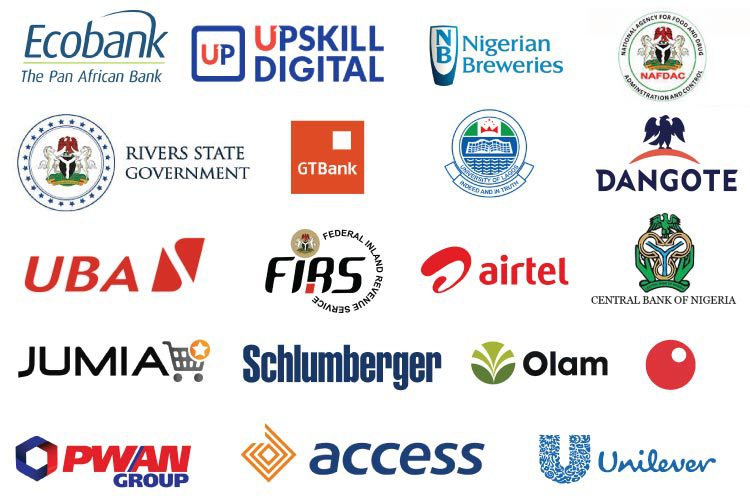 Ecobank
The Pan African Bank
UP
UPSKILL
DIGITAL
NB
Nigerian
Breweries
NATIONAL AGENCY FOR FOOD AND DRUG
NAFDAC
ADMINISTRATION AND CONTROL
RIVERS STATE
GOVERNMENT
GTBank
UNIVERSITY OF LAGOS
INDEED AND IN TRUTH
DANGOTE
UBA
FEDERAL INLAND
REVENUE SERVICE
FIRS
airtel
CENTRAL BANK OF NIGERIA
JUMIA
Schlumberger
Olam
PWAN
GROUP
access
Unilever